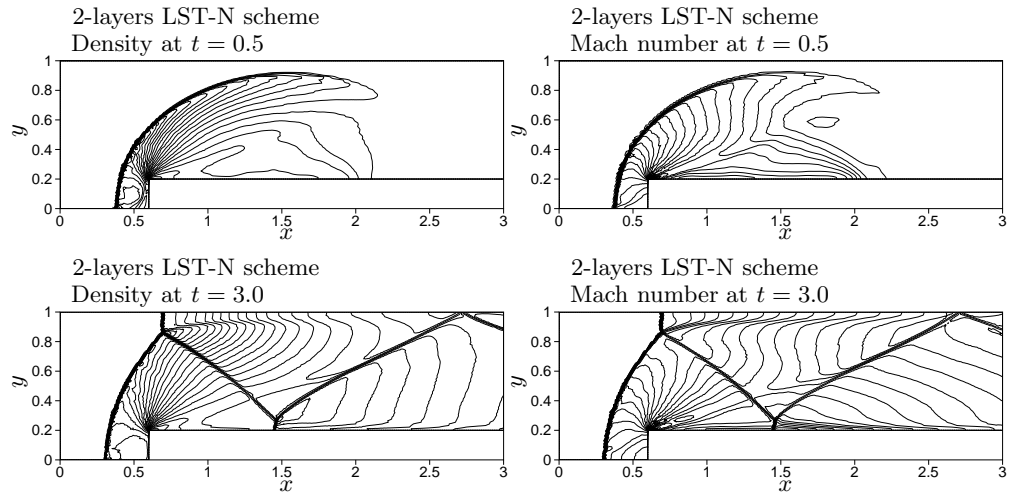 2-layers LST-N scheme
Density at t = 0.5
1
0.8
0.6
0.4
0.2
0
y
0 0.5 1 1.5 2 2.5 3
x
2-layers LST-N scheme
Mach number at t = 0.5
1
0.8
0.6
0.4
0.2
0
y
0 0.5 1 1.5 2 2.5 3
x
2-layers LST-N scheme
Density at t = 3.0
1
0.8
0.6
0.4
0.2
0
y
0 0.5 1 1.5 2 2.5 3
x
2-layers LST-N scheme
Mach number at t = 3.0
1
0.8
0.6
0.4
0.2
0
y
0 0.5 1 1.5 2 2.5 3
x